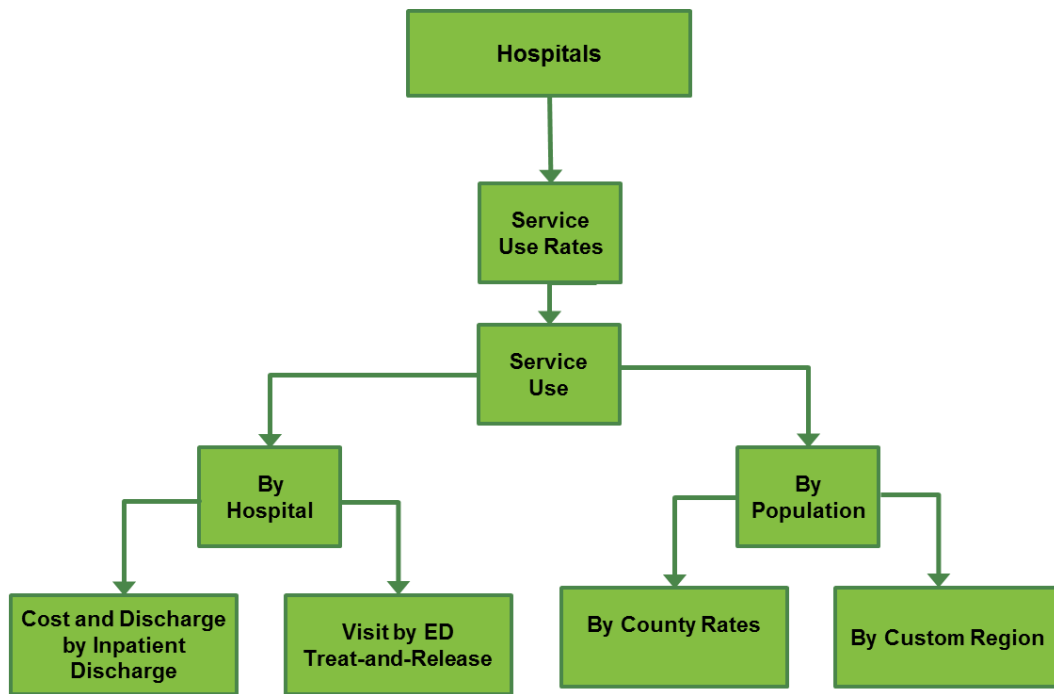 Hospitals
Service
Use Rates
Service
Use
By
Hospital
By
Population
Cost and Discharge
by Inpatient
Discharge
Visit by ED
Treat-and-Release
By County Rates
By Custom Region